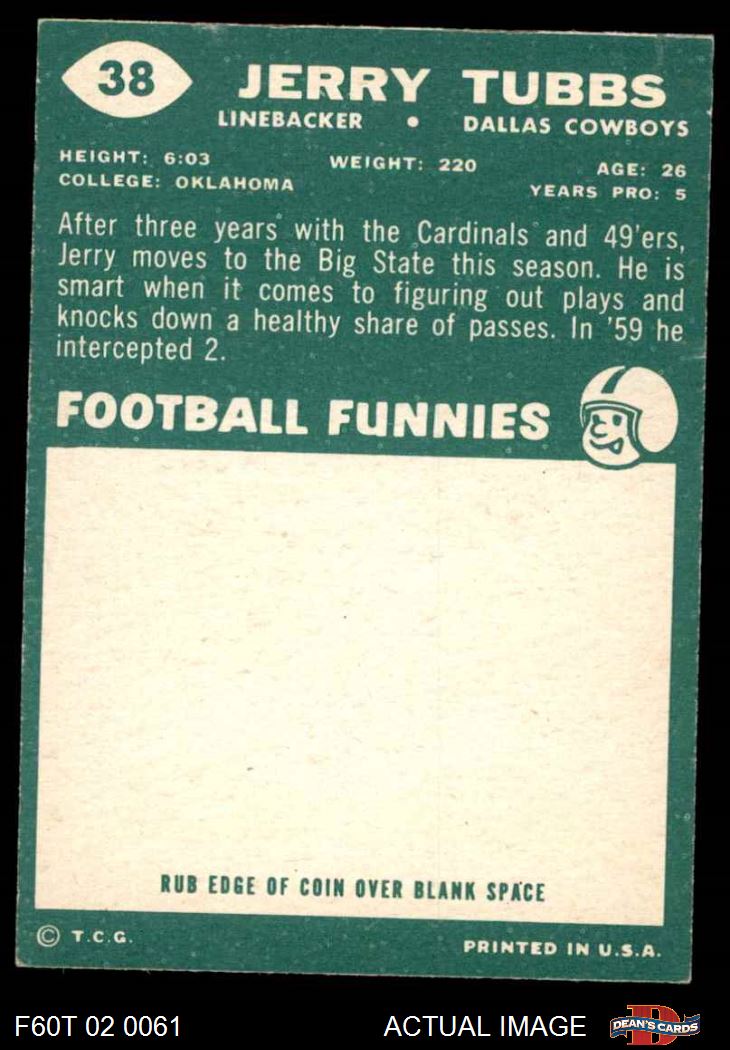 38
JERRY TUBBS
LINEBACKER • DALLAS COWBOYS
HEIGHT: 6:03 WEIGHT: 220 AGE: 26
COLLEGE: OKLAHOMA YEARS PRO: 5
After three years with the Cardinals and 49'ers,
Jerry moves to the Big State this season. He is
smart when it comes to figuring out plays and
knocks down a healthy share of passes. In '59 he
intercepted 2.
FOOTBALL FUNNIES
RUB EDGE OF COIN OVER BLANK SPACE
© T.C.G. PRINTED IN U.S.A.
F60T 02 0061 ACTUAL IMAGE D DEAN'S CARDS